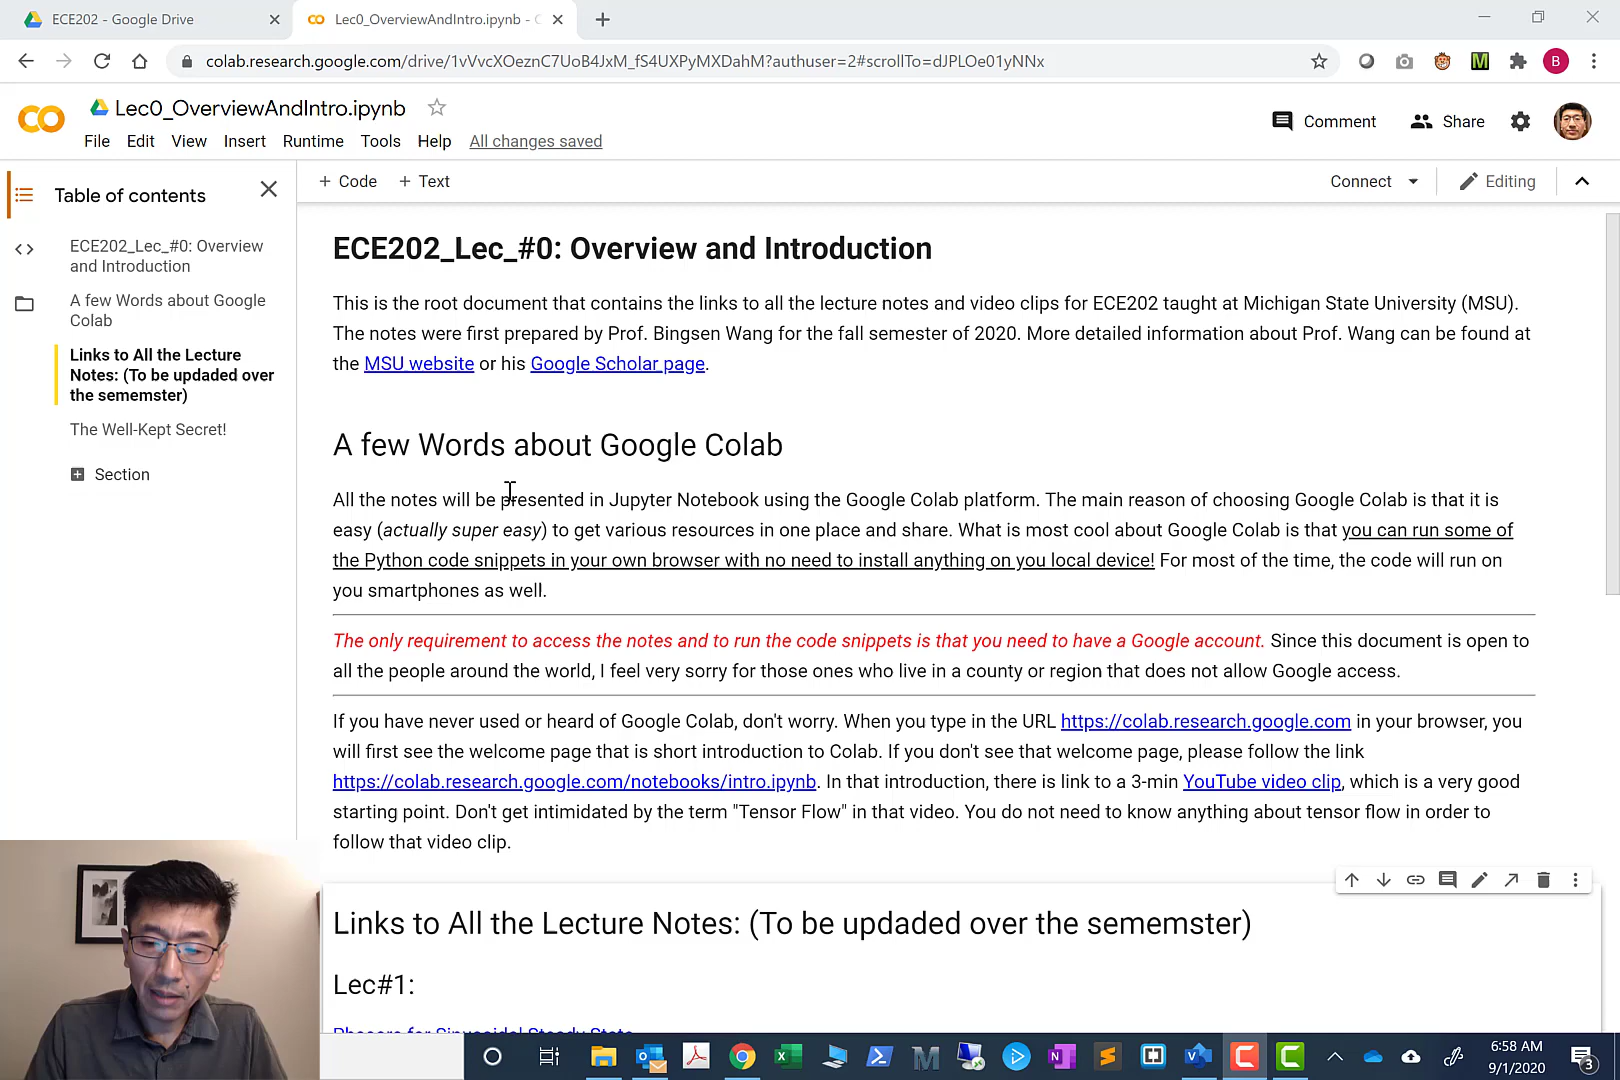 ECE202 - Google Drive
Lec0_OverviewAndIntro.ipynb -
colab.research.google.com/drive/1vVvcXOeznC7UoB4JxM_fS4UXPyMXDahM?authuser=2#scrollTo=dJPLOe01yNNx
M
B
Lec0_OverviewAndIntro.ipynb
Comment
Share
File Edit View Insert Runtime Tools Help All changes saved
Table of contents
+ Code + Text
Connect
Editing
ECE202_Lec_#0: Overview
and Introduction
A few Words about Google
Colab
Links to All the Lecture
Notes: (To be updaded over
the sememster)
The Well-Kept Secret!
Section
ECE202_Lec_#0: Overview and Introduction
This is the root document that contains the links to all the lecture notes and video clips for ECE202 taught at Michigan State University (MSU).
The notes were first prepared by Prof. Bingsen Wang for the fall semester of 2020. More detailed information about Prof. Wang can be found at
the MSU website or his Google Scholar page.
A few Words about Google Colab
All the notes will be presented in Jupyter Notebook using the Google Colab platform. The main reason of choosing Google Colab is that it is
easy (actually super easy) to get various resources in one place and share. What is most cool about Google Colab is that you can run some of
the Python code snippets in your own browser with no need to install anything on you local device! For most of the time, the code will run on
you smartphones as well.
The only requirement to access the notes and to run the code snippets is that you need to have a Google account. Since this document is open to
all the people around the world, I feel very sorry for those ones who live in a county or region that does not allow Google access.
If you have never used or heard of Google Colab, don't worry. When you type in the URL https://colab.research.google.com in your browser, you
will first see the welcome page that is short introduction to Colab. If you don't see that welcome page, please follow the link
https://colab.research.google.com/notebooks/intro.ipynb. In that introduction, there is link to a 3-min YouTube video clip, which is a very good
starting point. Don't get intimidated by the term "Tensor Flow" in that video. You do not need to know anything about tensor flow in order to
follow that video clip.
Links to All the Lecture Notes: (To be updaded over the sememster)
Lec#1:
Phasors for Sinusoidal Steady State
6:58 AM
9/1/2020
3